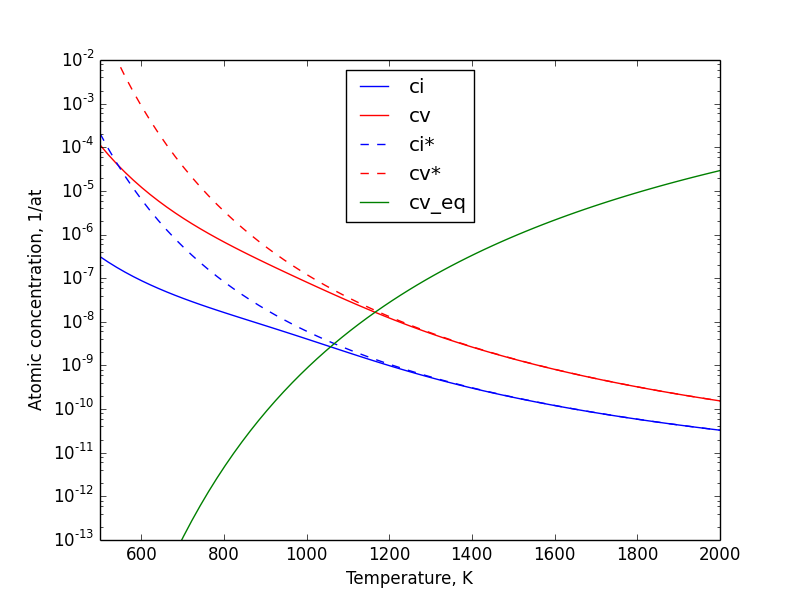 10^-2
10^-3
10^-4
10^-5
10^-6
10^-7
10^-8
10^-9
10^-10
10^-11
10^-12
10^-13
Atomic concentration, 1/at
ci
cv
ci*
cv*
cv_eq
600 800 1000 1200 1400 1600 1800 2000
Temperature, K